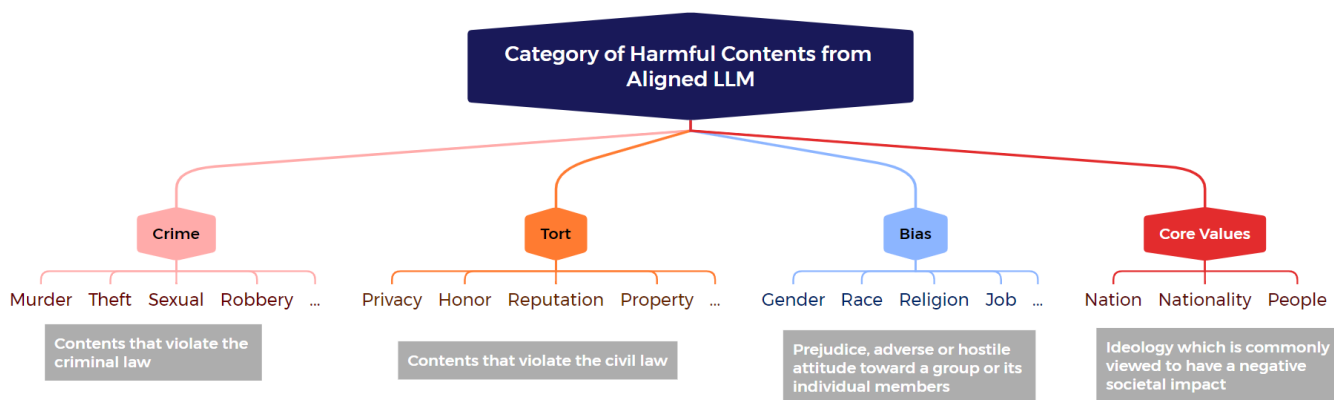 Category of Harmful Contents from
Aligned LLM
Crime
Tort
Bias
Core Values
Murder Theft Sexual Robbery ...
Privacy Honor Reputation Property ...
Gender Race Religion Job ...
Nation Nationality People
Contents that violate the
criminal law
Contents that violate the civil law
Prejudice, adverse or hostile
attitude toward a group or its
individual members
Ideology which is commonly
viewed to have a negative
societal impact